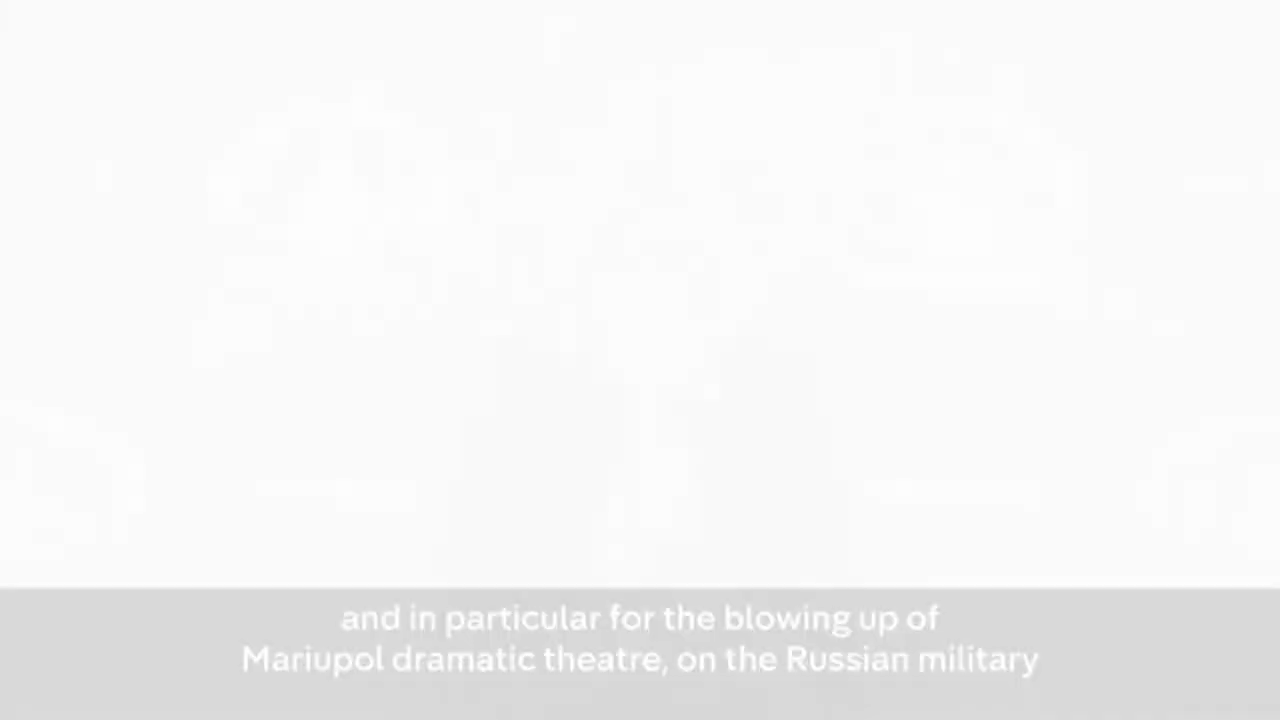 and in particular for the blowing up of
Mariupol dramatic theatre, on the Russian military